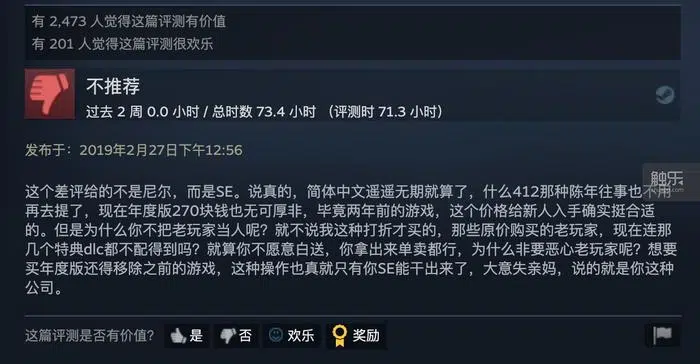 有 2,473 人觉得这篇评测有价值
有 201 人觉得这篇评测很欢乐
不推荐
过去 2 周 0.0 小时 / 总时数 73.4 小时 （评测时 71.3 小时）
发布于：2019年2月27日下午12:56
触乐
这个差评给的不是尼尔，而是SE。说真的，简体中文遥遥无期就算了，什么412那种陈年往事也不用
再去提了，现在年度版270块钱也无可厚非，毕竟两年前的游戏，这个价格给新人入手确实挺合适
的。但是为什么你不把老玩家当人呢？就不说我这种打折才买的，那些原价购买的老玩家，现在连那
几个特典dlc都不配得到吗？就算你不愿意白送，你拿出来单卖都行，为什么非要恶心老玩家呢？想要
买年度版还得移除之前的游戏，这种操作也真就只有你SE能干出来了，大意失亲妈，说的就是你这种
公司。
这篇评测是否有价值？ 是 否 欢乐 奖励